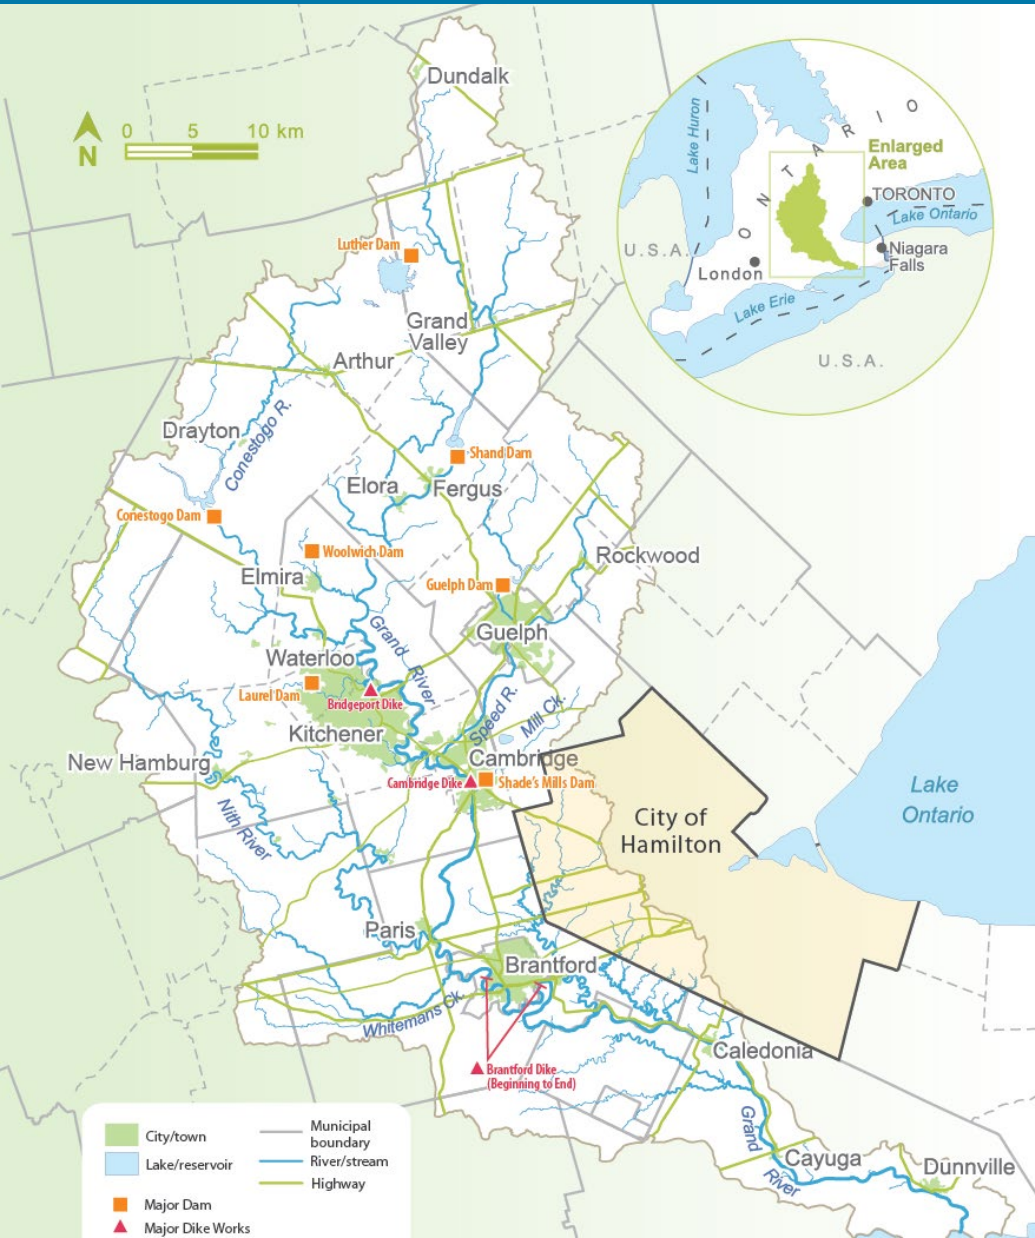 Dundalk
0 5 10 km
N
Lake Huron
ONTARIO
Enlarged
Area
TORONTO
Lake Ontario
U.S.A.
Niagara
Falls
London
Lake Erie
U.S.A.
Luther Dam
Grand
Valley
Arthur
Drayton
Conestogo R.
Shand Dam
Elora
Fergus
Conestogo Dam
Woolwich Dam
Rockwood
Elmira
Guelph Dam
Guelph
Grand River
Waterloo
Laurel Dam
Bridgeport Dike
Speed R.
Mill Ck.
Kitchener
New Hamburg
Cambridge
Cambridge Dike
Shade's Mills Dam
Lake
Ontario
City of
Hamilton
Nith River
Paris
Brantford
Whitemans Ck.
Caledonia
Brantford Dike
(Beginning to End)
Grand
River
Cayuga
Dunnville
City/town
Lake/reservoir
Major Dam
Major Dike Works
Municipal
boundary
River/stream
Highway